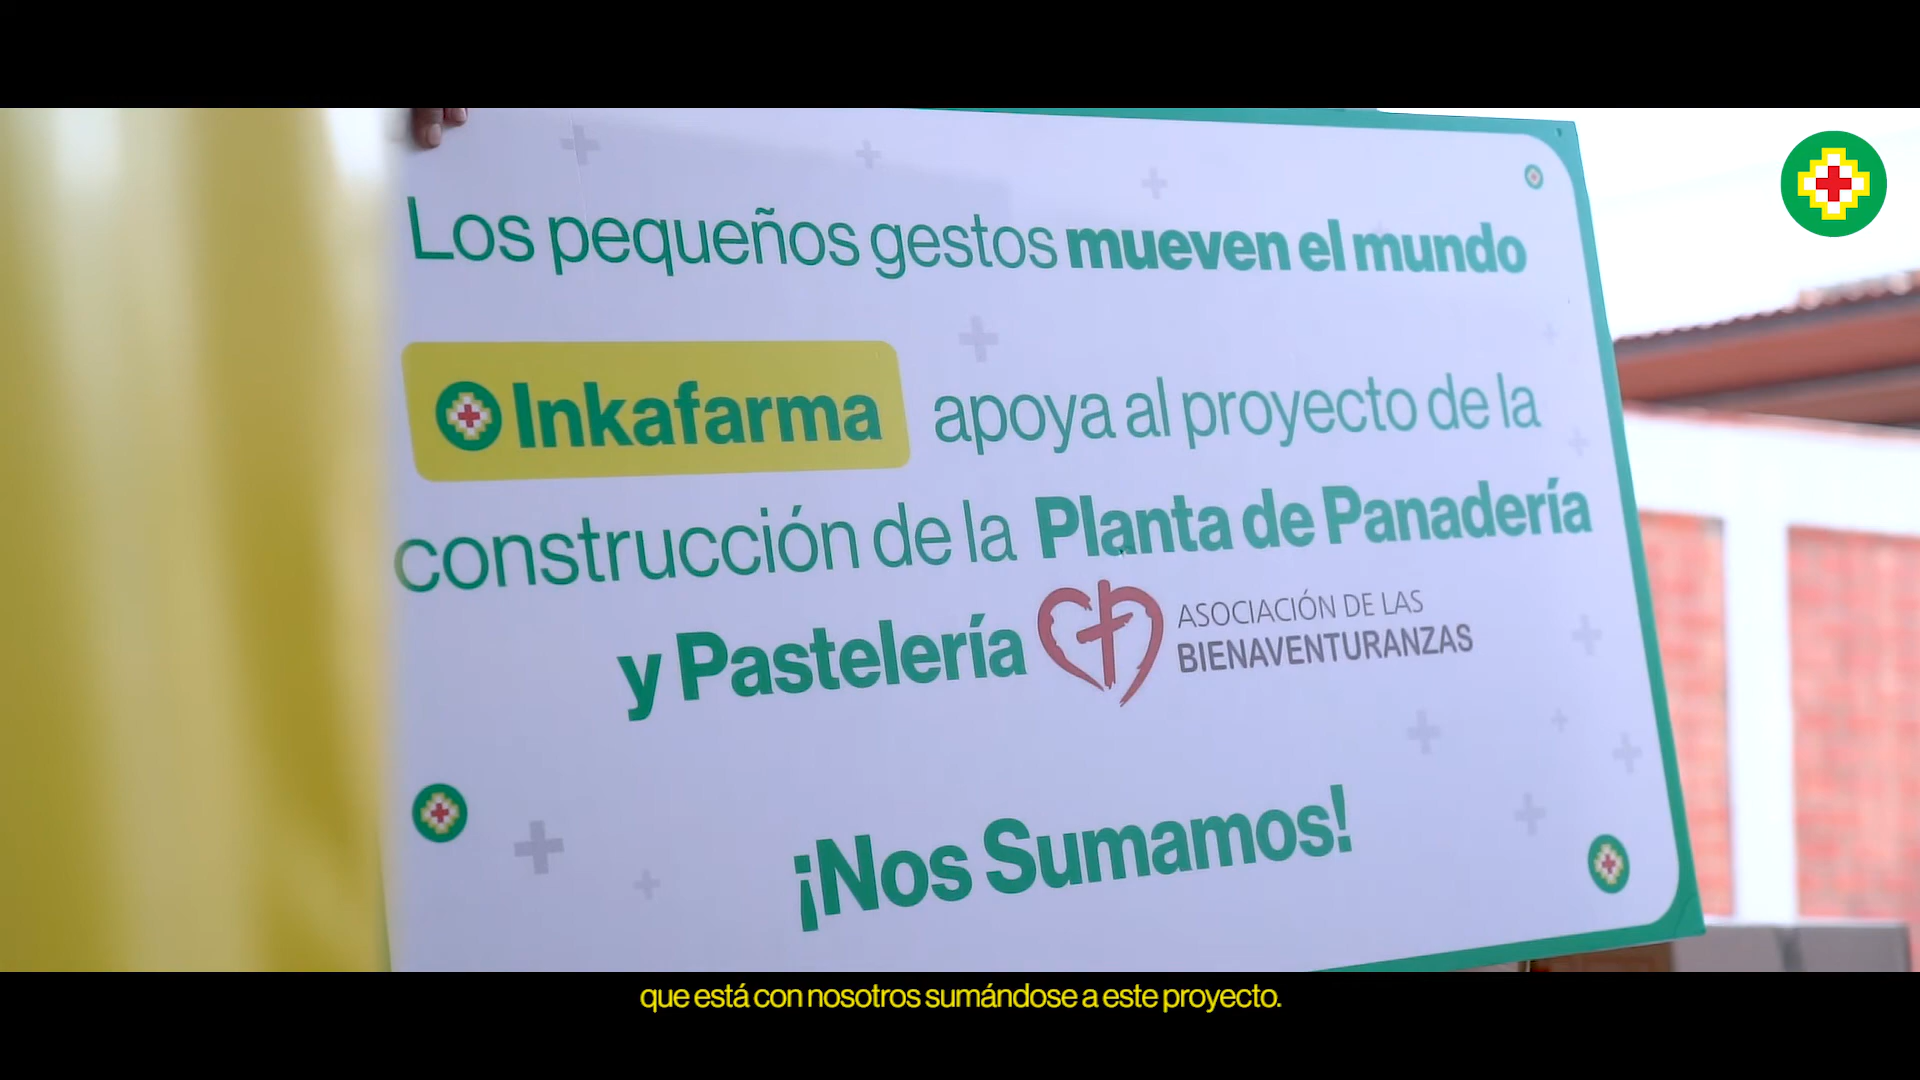 Los pequeños gestos mueven el mundo
Inkafarma apoya al proyecto de la
construcción de la Planta de Panadería
y Pastelería ASOCIACIÓN DE LAS
BIENAVENTURANZAS
¡Nos Sumamos!
que está con nosotros sumándose a este proyecto.